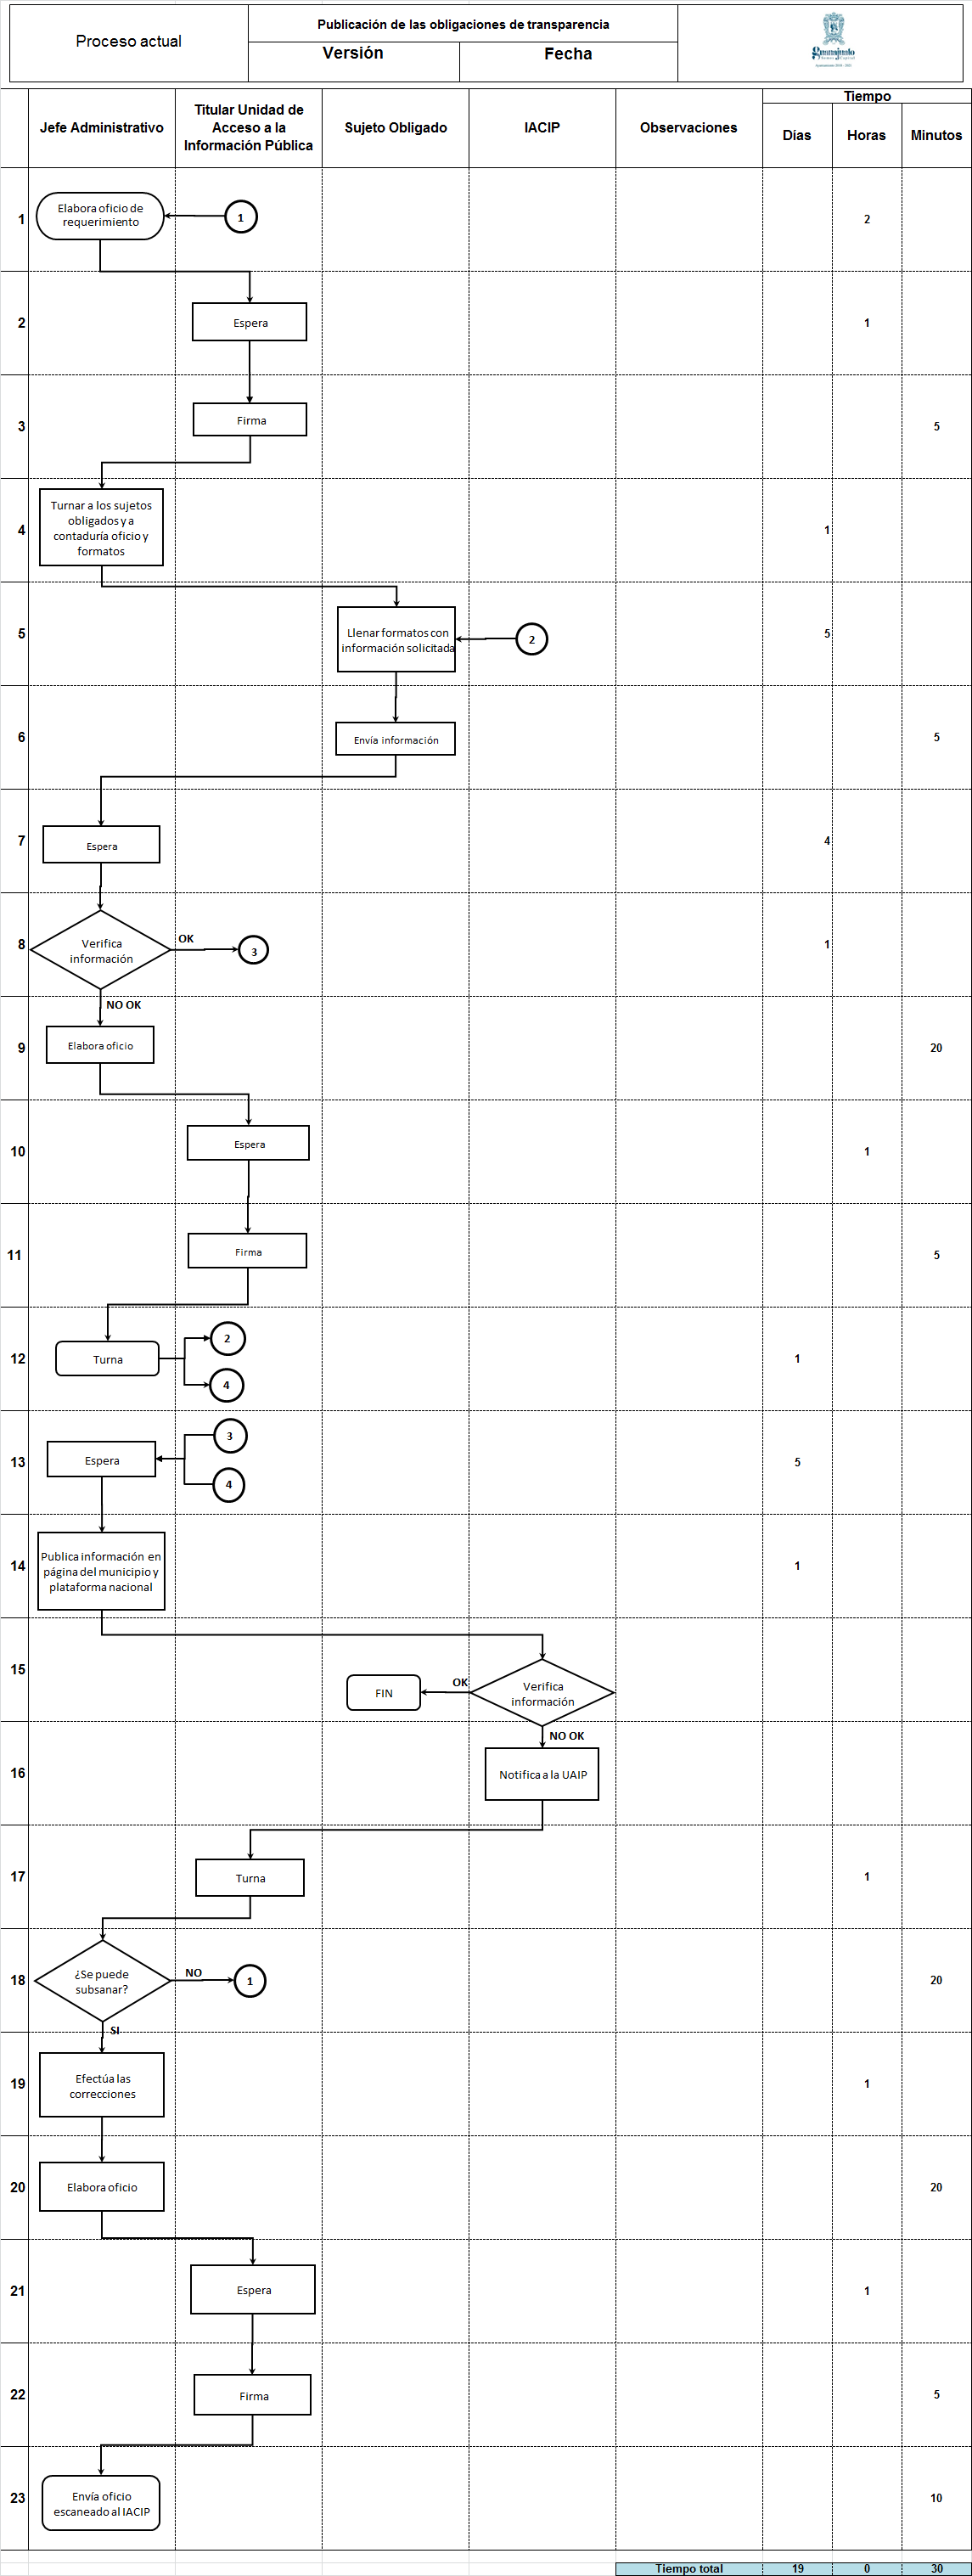 Proceso actual
Publicación de las obligaciones de transparencia
Versión
Fecha
Guanajuato
Jefe Administrativo
Titular Unidad de
Acceso a la
Información Pública
Sujeto Obligado
IACIP
Observaciones
Tiempo
Días
Horas
Minutos
1
Elabora oficio de
requerimiento
1
2
2
Espera
1
3
Firma
5
4
Turnar a los sujetos
obligados y a
contaduría oficio y
formatos
1
5
Llenar formatos con
información solicitada
2
5
6
Envía información
5
7
Espera
4
8
Verifica
información
OK
3
1
NO OK
9
Elabora oficio
20
10
Espera
1
11
Firma
5
12
Turna
2
4
1
13
Espera
3
4
5
14
Publica información en
página del municipio y
plataforma nacional
1
15
FIN
OK
Verifica
información
NO OK
16
Notifica a la UAIP
17
Turna
1
18
¿Se puede
subsanar?
NO
1
20
SI
19
Efectúa las
correcciones
1
20
Elabora oficio
20
21
Espera
1
22
Firma
5
23
Envía oficio
escaneado al IACIP
10
Tiempo total
19
0
30